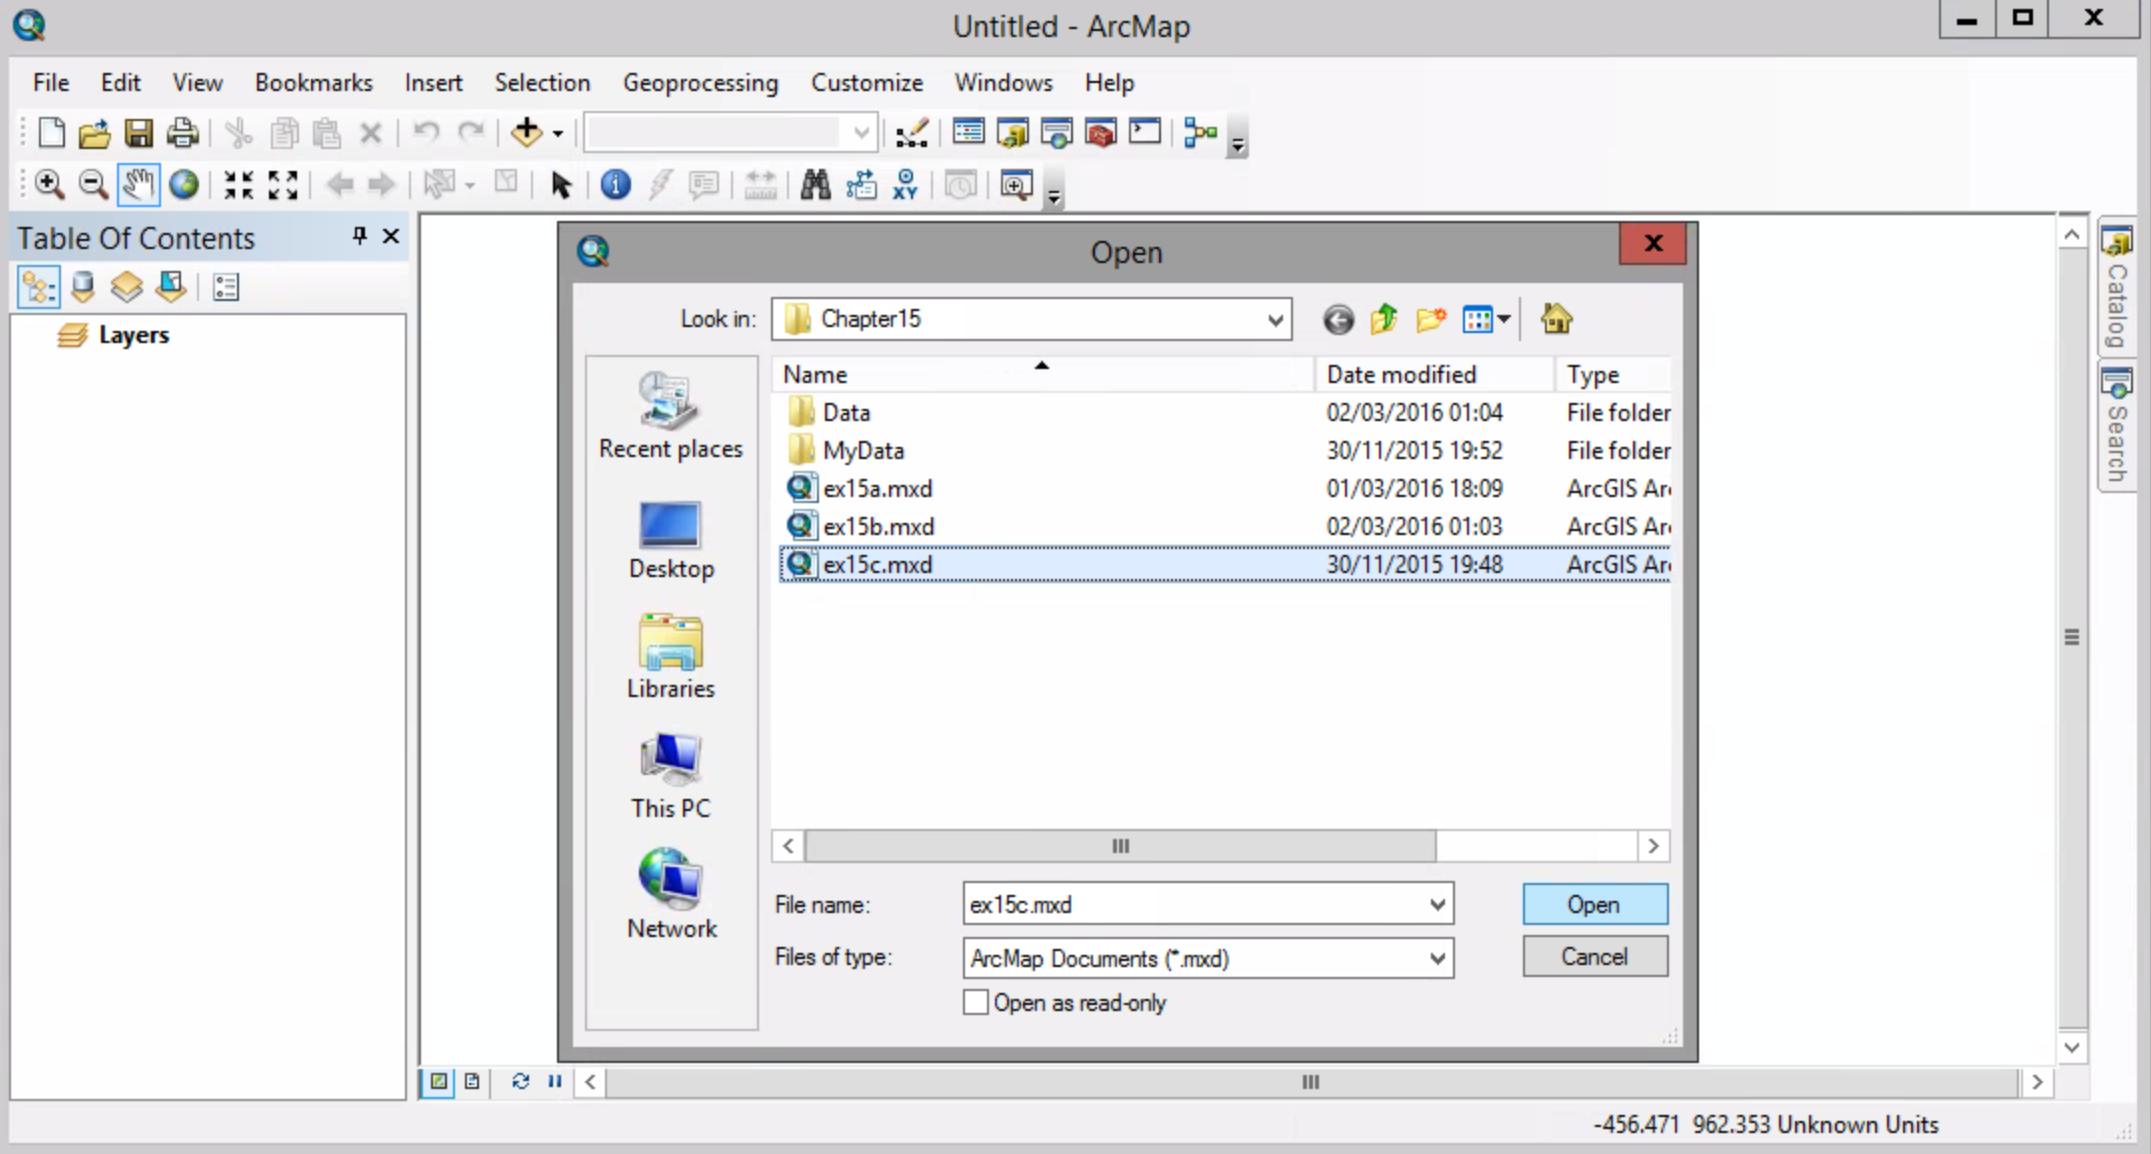 Untitled - ArcMap
File Edit View Bookmarks Insert Selection Geoprocessing Customize Windows Help
XY
Table Of Contents
Layers
Open
Look in: Chapter15
Name Date modified Type
Data 02/03/2016 01:04 File folder
MyData 30/11/2015 19:52 File folder
ex15a.mxd 01/03/2016 18:09 ArcGIS Arc
ex15b.mxd 02/03/2016 01:03 ArcGIS Arc
ex15c.mxd 30/11/2015 19:48 ArcGIS Arc
Recent places
Desktop
Libraries
This PC
Network
File name: ex15c.mxd Open
Files of type: ArcMap Documents (*.mxd) Cancel
Open as read-only
Catalog
Search
-456.471 962.353 Unknown Units